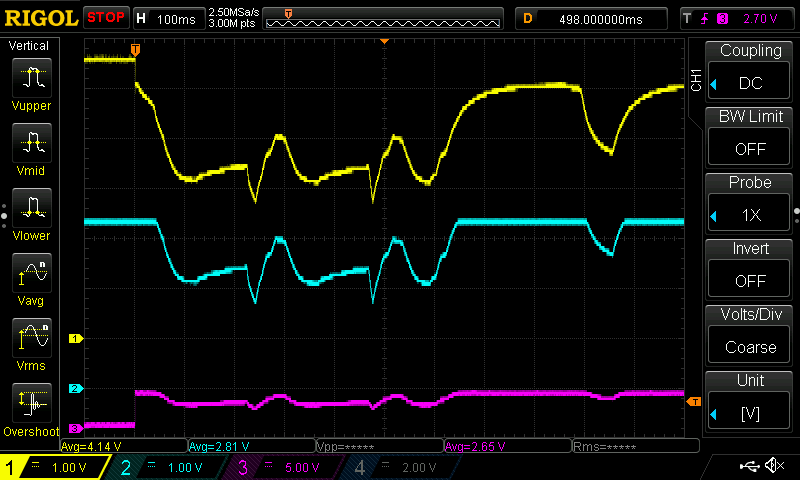 RIGOL STOP H 100ms 2.50MSa/s 3.00M pts T D 498.000000ms T 3 2.70 V
Vertical
Vupper
Vmid
Vlower
n
Vavg
n
Vrms
Overshoot
T
1
2
3
T
CH1
Coupling
DC
BW Limit
OFF
Probe
1X
Invert
OFF
Volts/Div
Coarse
Unit
[V]
Avg=4.14 V Avg=2.81 V Vpp=***** Avg=2.65 V Rms=*****
1 1.00 V 2 1.00 V 3 5.00 V 4 2.00 V